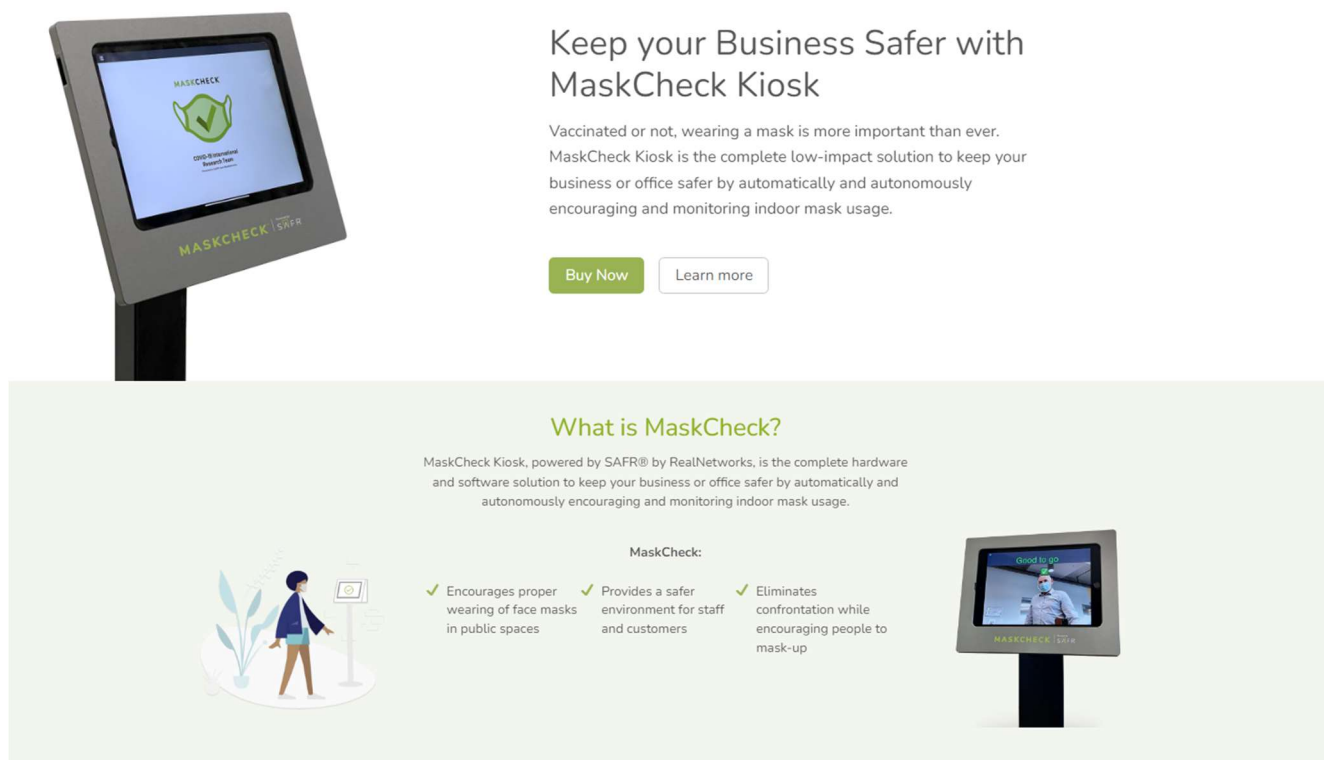 MASKCHECK
COVID-19 International
Research Team
MASKCHECK | SAFR
Keep your Business Safer with
MaskCheck Kiosk
Vaccinated or not, wearing a mask is more important than ever.
MaskCheck Kiosk is the complete low-impact solution to keep your
business or office safer by automatically and autonomously
encouraging and monitoring indoor mask usage.
Buy Now
Learn more
What is MaskCheck?
MaskCheck Kiosk, powered by SAFR® by RealNetworks, is the complete hardware
and software solution to keep your business or office safer by automatically and
autonomously encouraging and monitoring indoor mask usage.
MaskCheck:
Encourages proper
wearing of face masks
in public spaces
Provides a safer
environment for staff
and customers
Eliminates
confrontation while
encouraging people to
mask-up
Good to go
MASKCHECK | SAFR